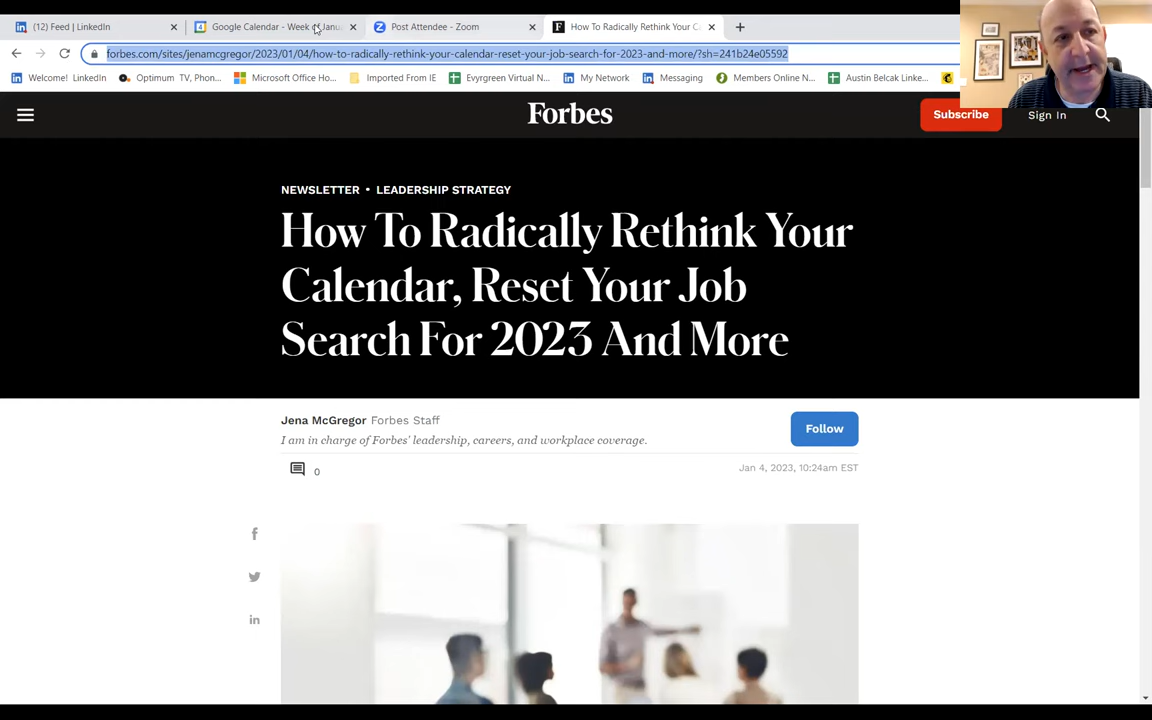 (12) Feed | LinkedIn
Google Calendar - Week of Janu
Post Attendee - Zoom
How To Radically Rethink Your C
forbes.com/sites/jenamcgregor/2023/01/04/how-to-radically-rethink-your-calendar-reset-your-job-search-for-2023-and-more/?sh=241b24e05592
Welcome! LinkedIn
Optimum TV, Phon...
Microsoft Office Ho...
Imported From IE
Evyrgreen Virtual N...
My Network
Messaging
Members Online N...
Austin Belcak Linke...
Forbes
Subscribe
Sign In
NEWSLETTER • LEADERSHIP STRATEGY
How To Radically Rethink Your
Calendar, Reset Your Job
Search For 2023 And More
Jena McGregor Forbes Staff
I am in charge of Forbes' leadership, careers, and workplace coverage.
Follow
0
Jan 4, 2023, 10:24am EST